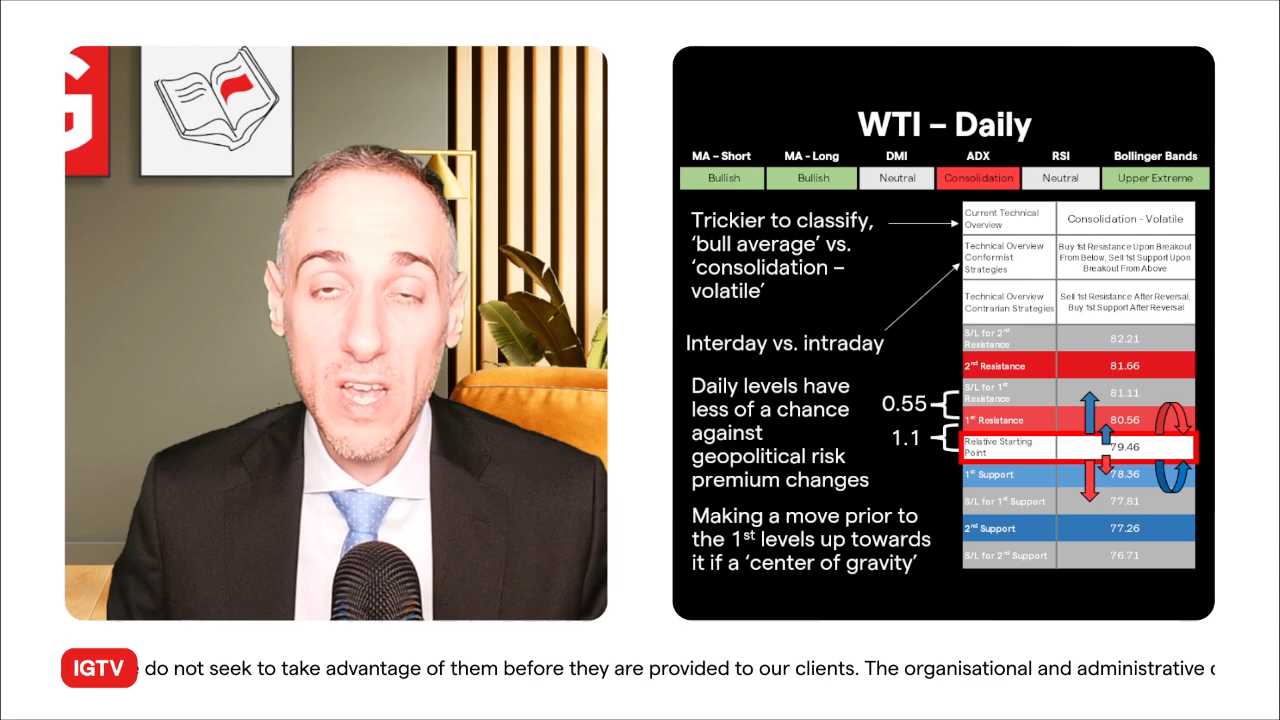 G
WTI – Daily
MA – Short MA - Long DMI ADX RSI Bollinger Bands
Bullish Bullish Neutral Consolidation Neutral Upper Extreme
Trickier to classify,
‘bull average’ vs.
‘consolidation –
volatile’
Interday vs. intraday
Daily levels have
less of a chance
against
geopolitical risk
premium changes
Making a move prior to
the 1st levels up towards
it if a ‘center of gravity’
0.55
1.1
Current Technical
Overview
Consolidation - Volatile
Technical Overview
Conformist
Strategies
Buy 1st Resistance Upon Breakout
From Below, Sell 1st Support Upon
Breakout From Above
Technical Overview
Contrarian Strategies
Sell 1st Resistance After Reversal,
Buy 1st Support After Reversal
S/L for 2nd
Resistance
82.21
2nd Resistance 81.66
S/L for 1st
Resistance
81.11
1st Resistance 80.56
Relative Starting
Point
79.46
1st Support 78.36
S/L for 1st Support 77.81
2nd Support 77.26
S/L for 2nd Support 76.71
IGTV do not seek to take advantage of them before they are provided to our clients. The organisational and administrative